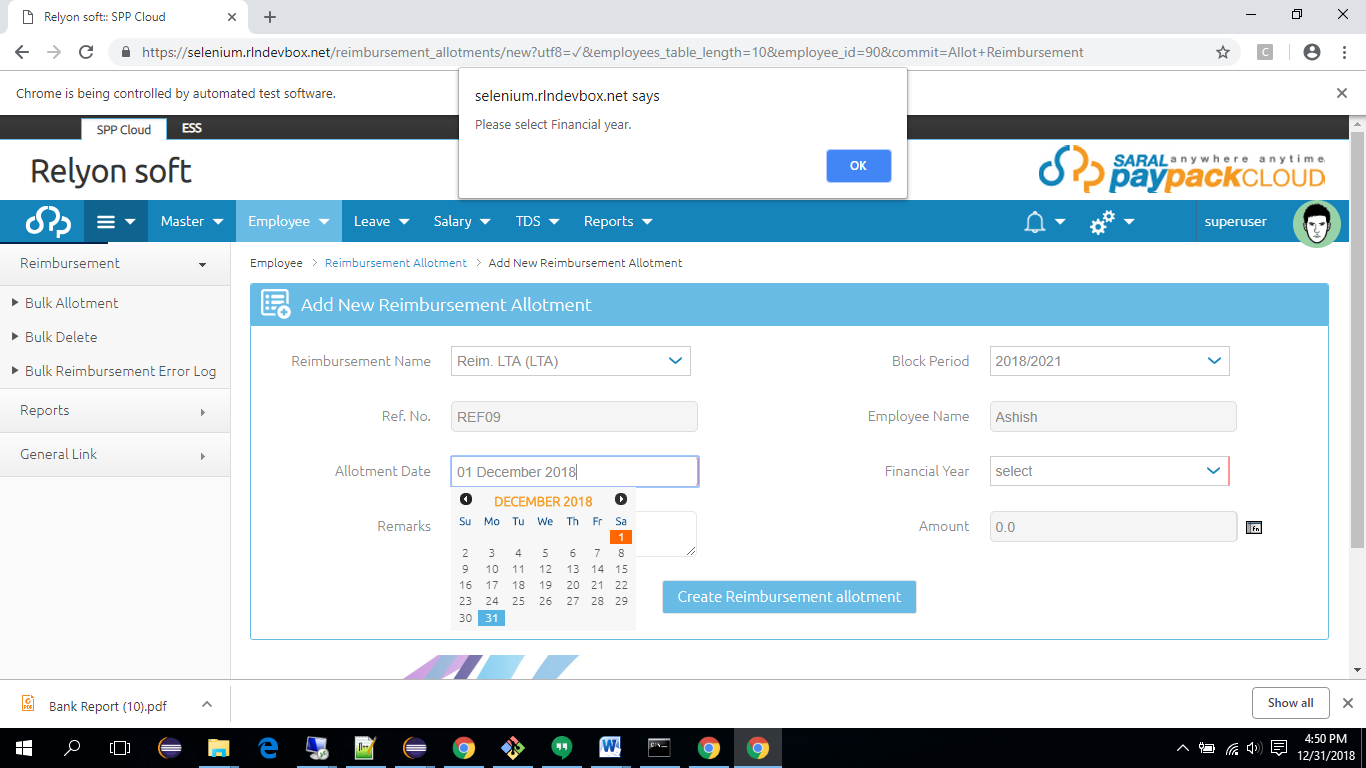 Relyon soft:: SPP Cloud
https://selenium.rlndevbox.net/reimbursement_allotments/new?utf8=✓&employees_table_length=10&employee_id=90&commit=Allot+Reimbursement
C
Chrome is being controlled by automated test software.
selenium.rlndevbox.net says
Please select Financial year.
OK
SPP Cloud ESS
Relyon soft
SARAL anywhere anytime
paypackCLOUD
Master Employee Leave Salary TDS Reports superuser
Reimbursement
Bulk Allotment
Bulk Delete
Bulk Reimbursement Error Log
Reports
General Link
Employee > Reimbursement Allotment > Add New Reimbursement Allotment
Add New Reimbursement Allotment
Reimbursement Name Reim. LTA (LTA) Block Period 2018/2021
Ref. No. REF09 Employee Name Ashish
Allotment Date 01 December 2018 Financial Year select
DECEMBER 2018
Su Mo Tu We Th Fr Sa
1
2 3 4 5 6 7 8
9 10 11 12 13 14 15
16 17 18 19 20 21 22
23 24 25 26 27 28 29
30 31
Remarks Amount 0.0
Create Reimbursement allotment
Bank Report (10).pdf Show all
4:50 PM
12/31/2018